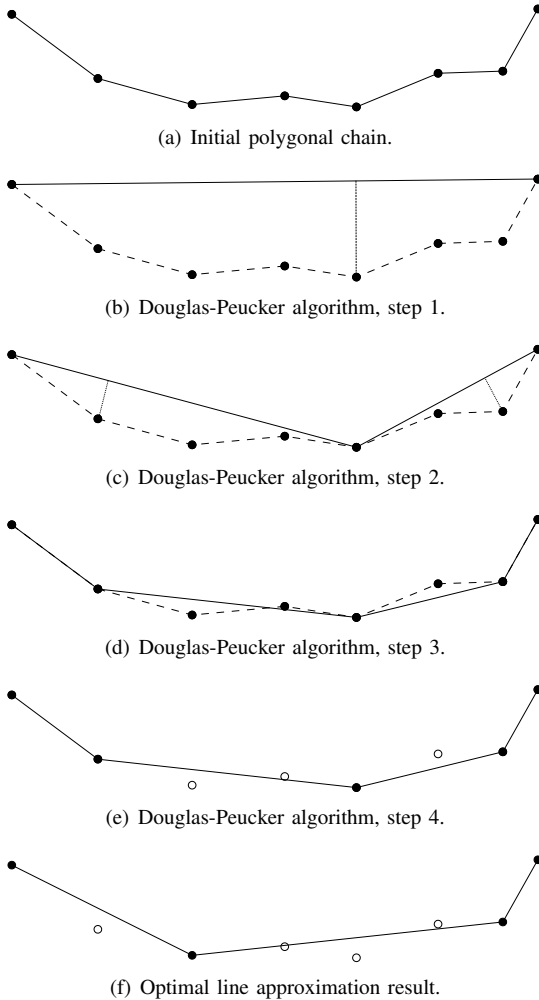 (a) Initial polygonal chain.
(b) Douglas-Peucker algorithm, step 1.
(c) Douglas-Peucker algorithm, step 2.
(d) Douglas-Peucker algorithm, step 3.
(e) Douglas-Peucker algorithm, step 4.
(f) Optimal line approximation result.